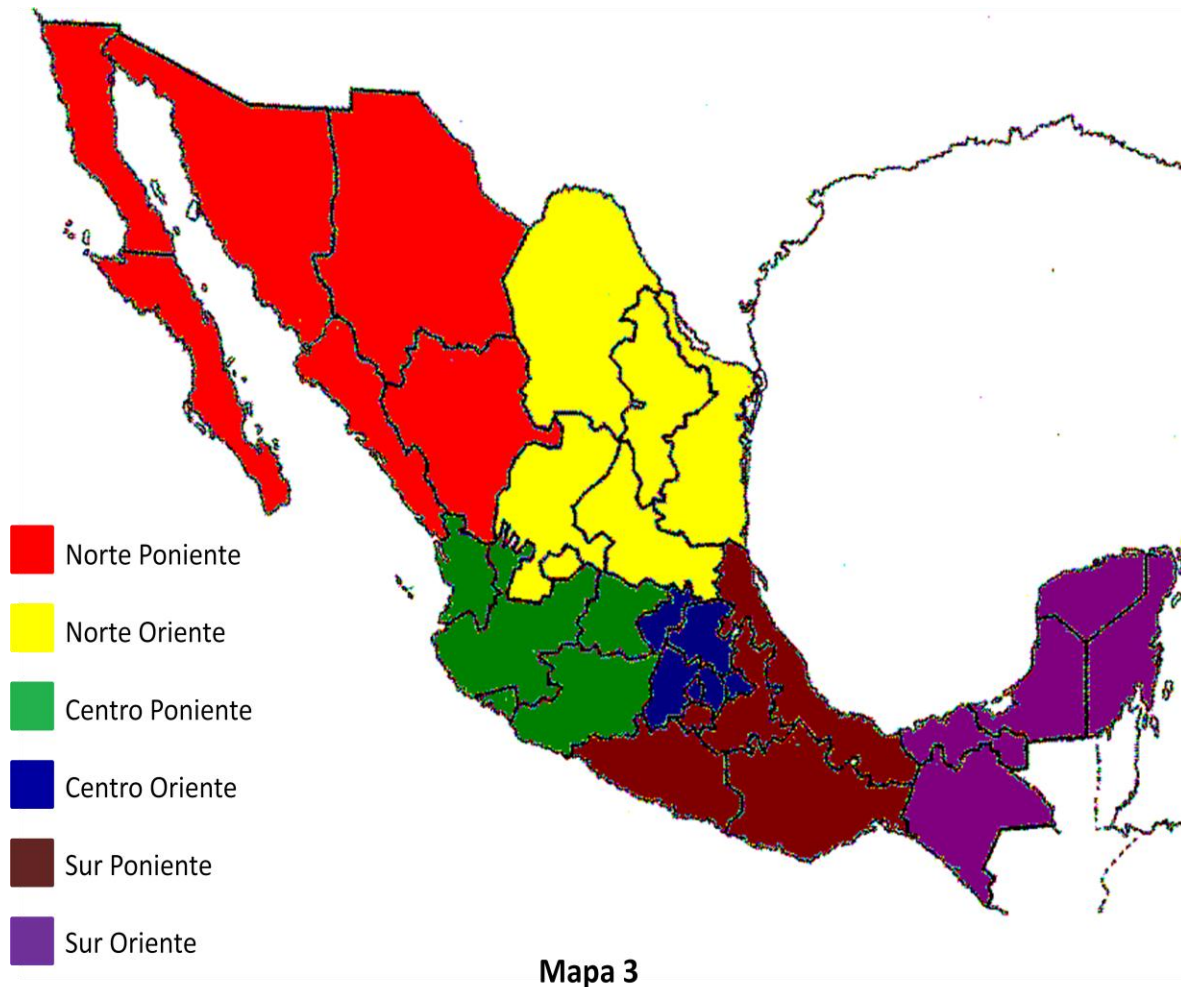 Norte Poniente
Norte Oriente
Centro Poniente
Centro Oriente
Sur Poniente
Sur Oriente
Mapa 3